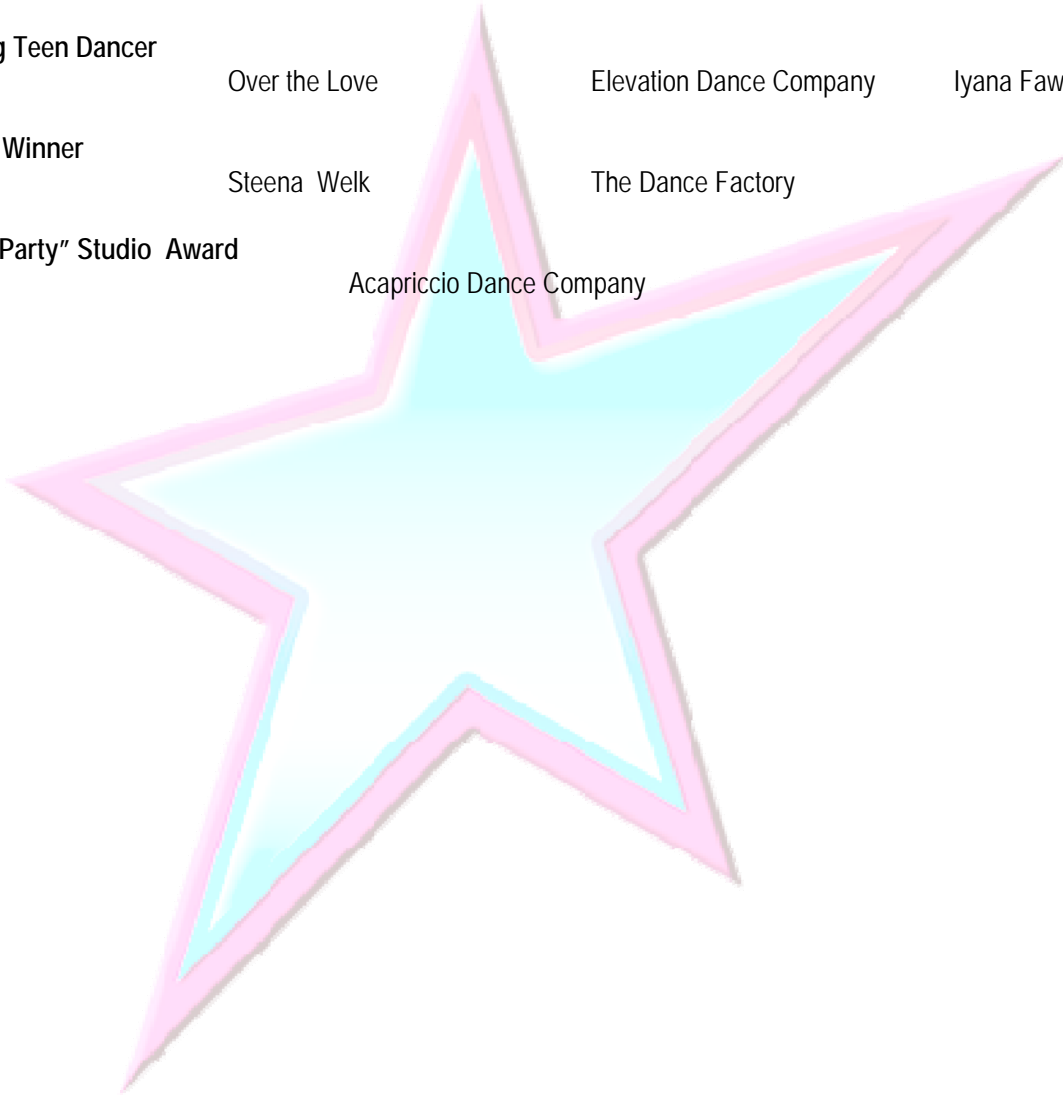 g Teen Dancer
Over the Love Elevation Dance Company Iyana Faw
Winner
Steena Welk The Dance Factory
Party" Studio Award
Acapriccio Dance Company